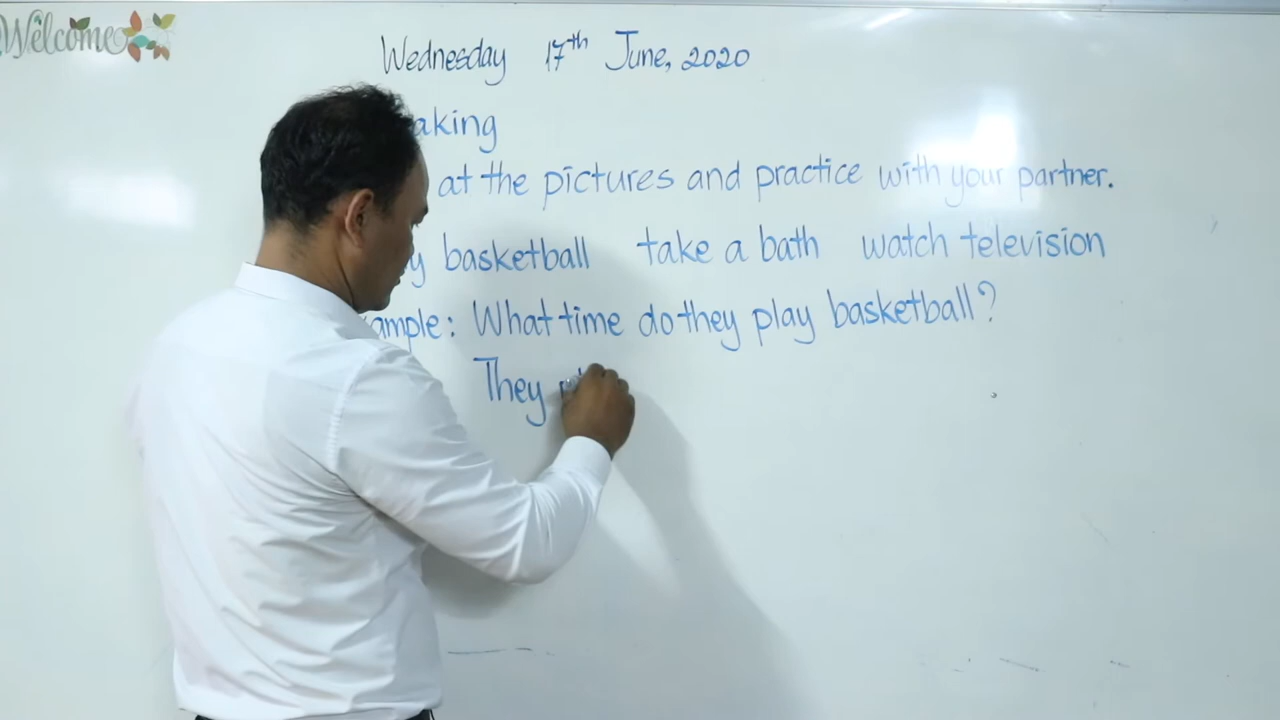 Welcome
Wednesday 17th June, 2020
aking
at the pictures and practice with your partner.
y basketball take a bath watch television
ample: What time do they play basketball?
They